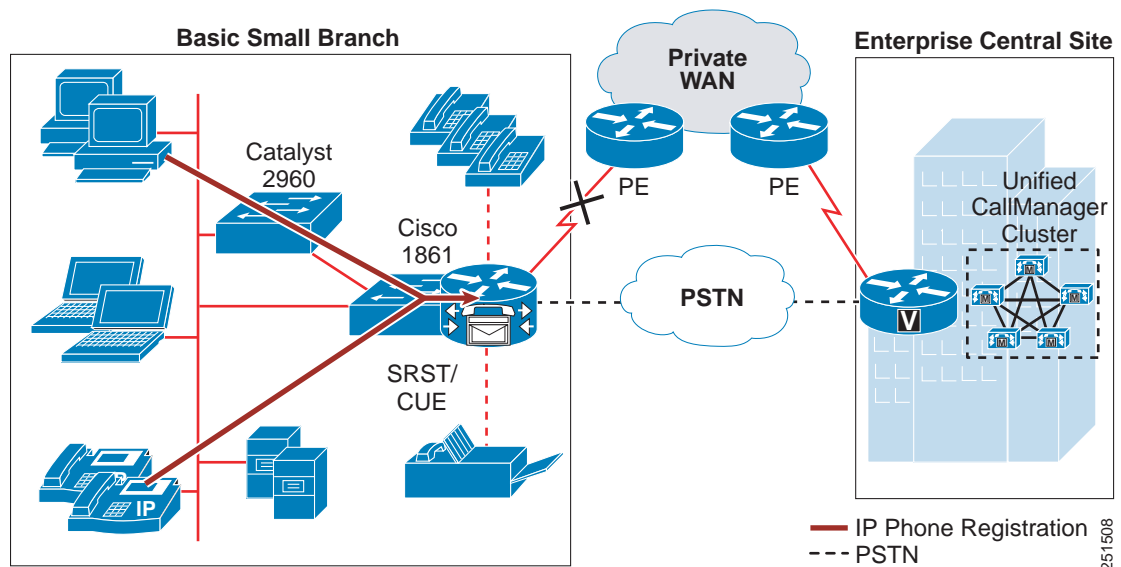 Basic Small Branch
Enterprise Central Site
Private
WAN
Catalyst
2960
PE
PE
Unified
CallManager
Cluster
Cisco
1861
PSTN
V
M
M
M
M
M
SRST/
CUE
IP
IP Phone Registration
PSTN
251508